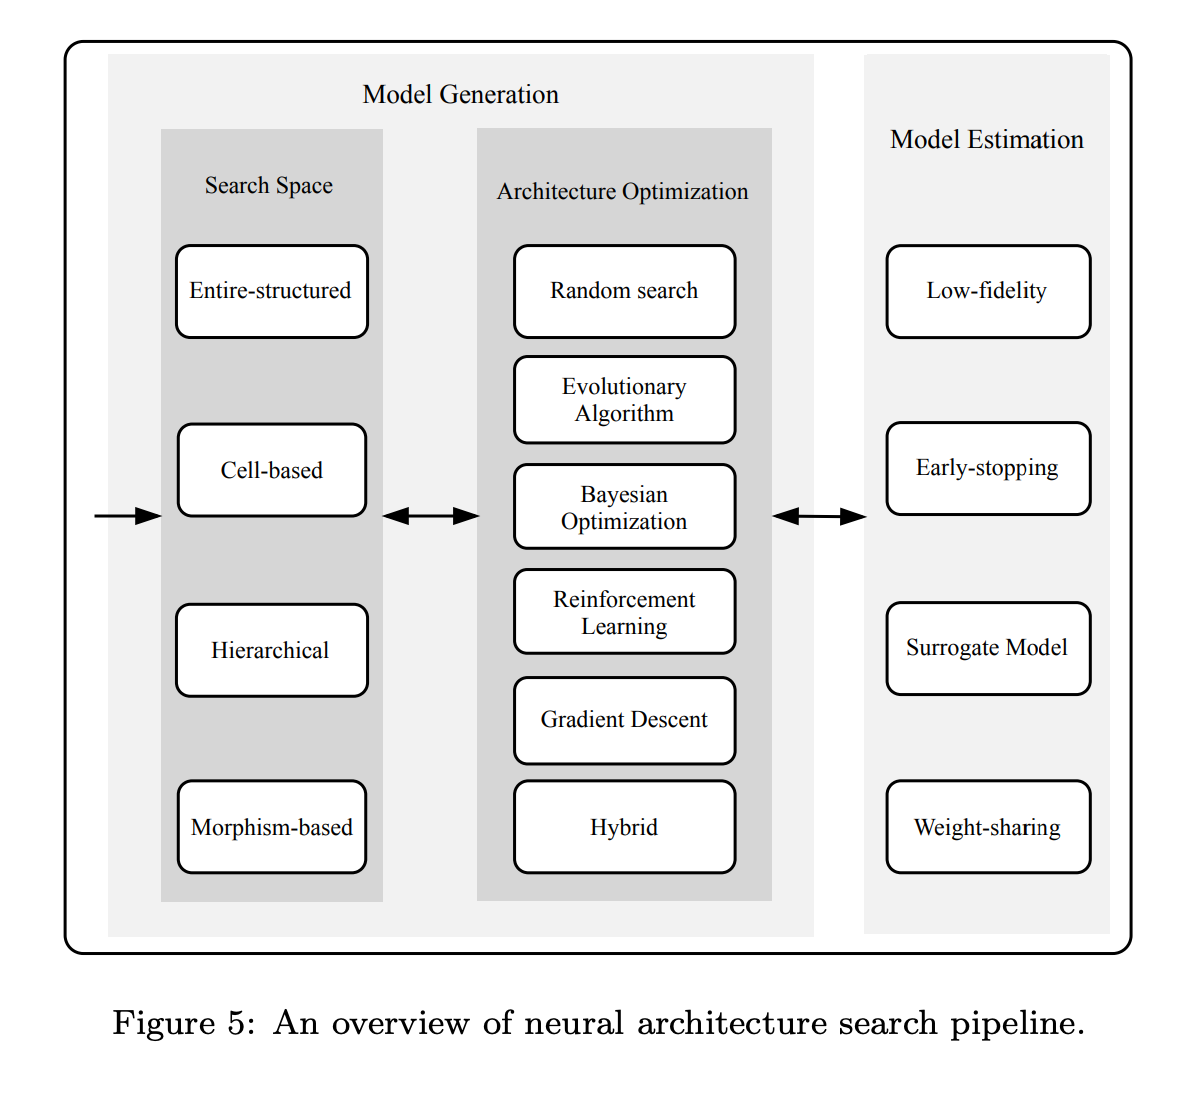 Model Generation
Search Space
Entire-structured
Cell-based
Hierarchical
Morphism-based
Architecture Optimization
Random search
Evolutionary
Algorithm
Bayesian
Optimization
Reinforcement
Learning
Gradient Descent
Hybrid
Model Estimation
Low-fidelity
Early-stopping
Surrogate Model
Weight-sharing
Figure 5: An overview of neural architecture search pipeline.